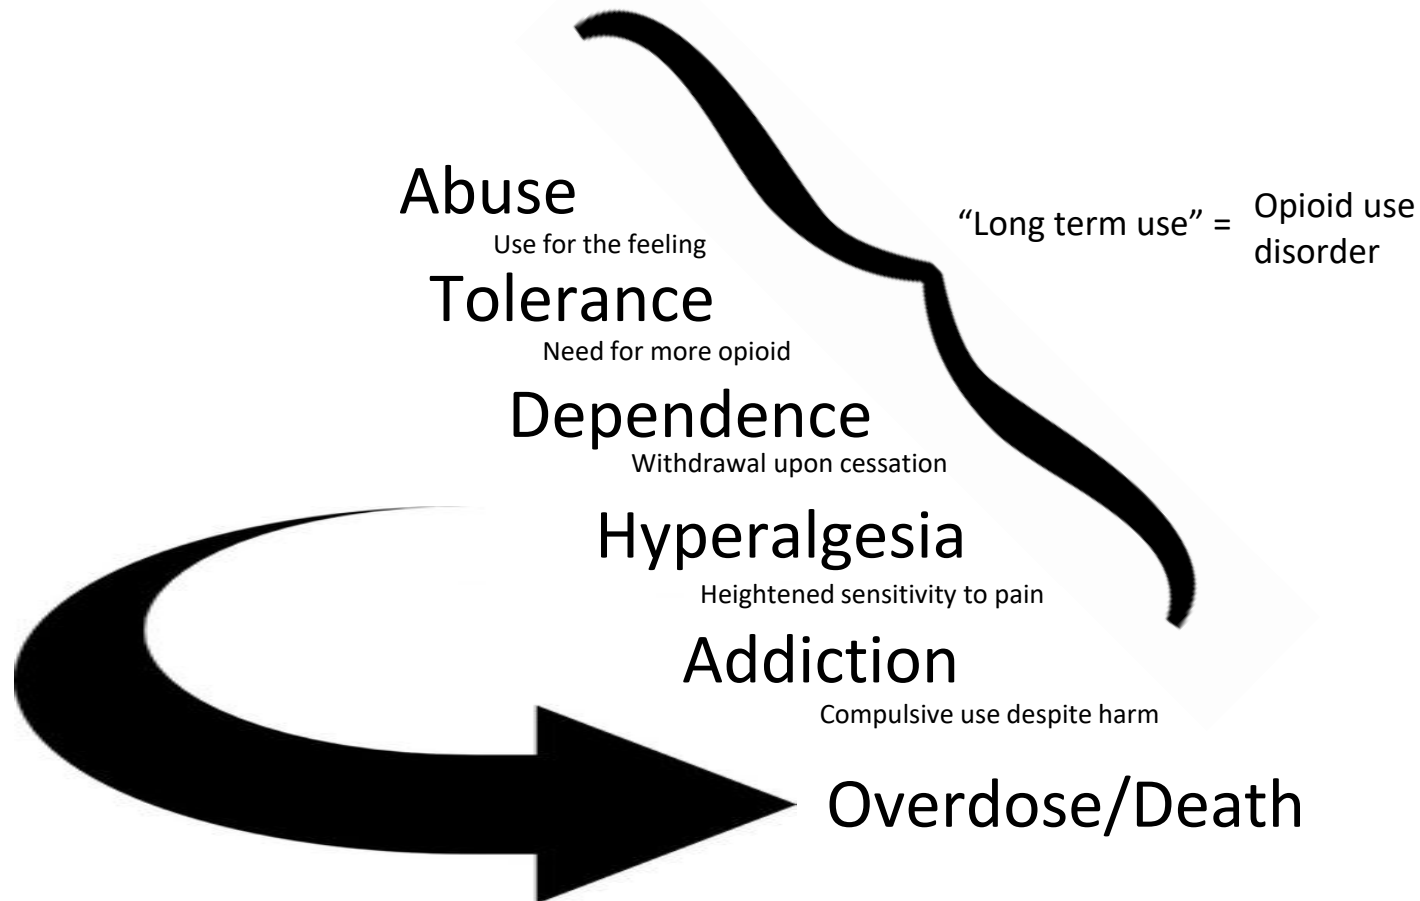 Abuse
Use for the feeling
Tolerance
Need for more opioid
Dependence
Withdrawal upon cessation
Hyperalgesia
Heightened sensitivity to pain
Addiction
Compulsive use despite harm
Overdose/Death
“Long term use” =
Opioid use
disorder